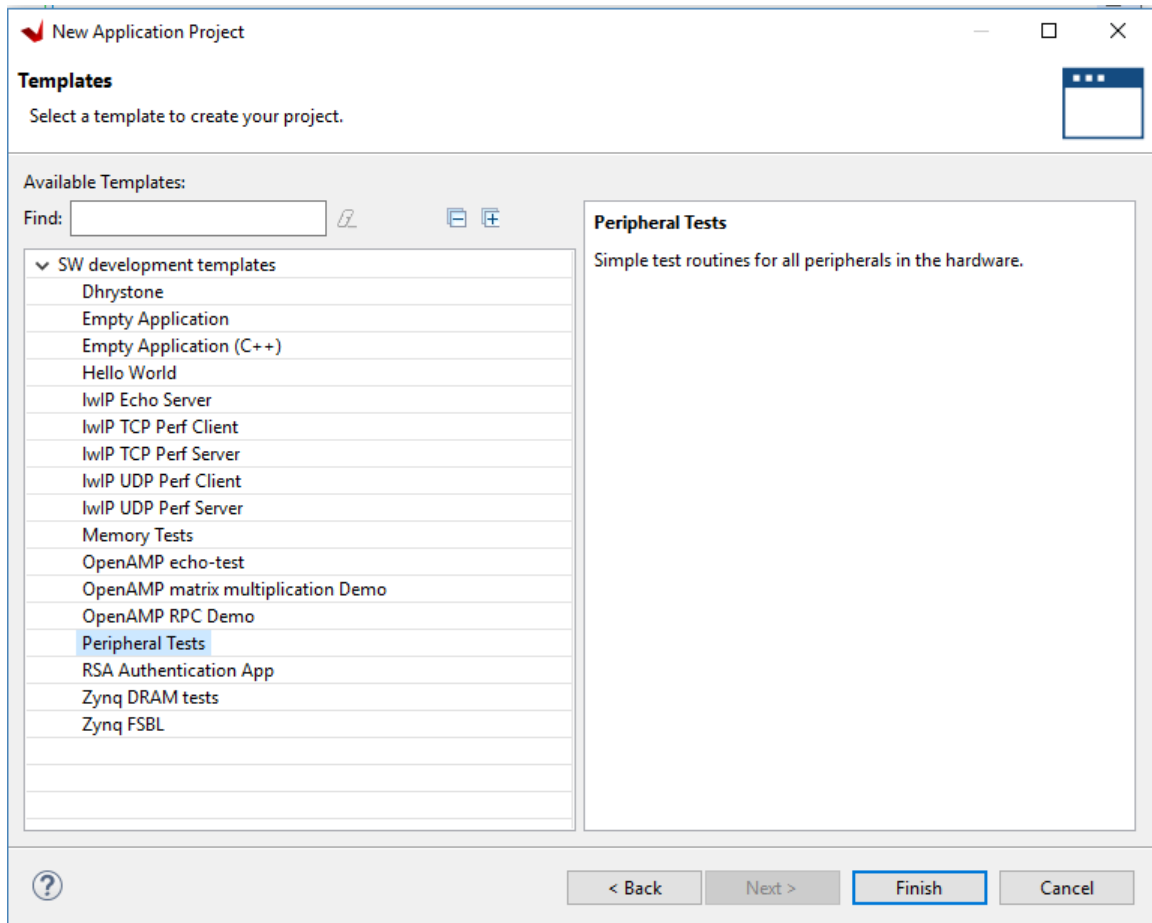 New Application Project
Templates
Select a template to create your project.
Available Templates:
Find:
SW development templates
Dhrystone
Empty Application
Empty Application (C++)
Hello World
lwIP Echo Server
lwIP TCP Perf Client
lwIP TCP Perf Server
lwIP UDP Perf Client
lwIP UDP Perf Server
Memory Tests
OpenAMP echo-test
OpenAMP matrix multiplication Demo
OpenAMP RPC Demo
Peripheral Tests
RSA Authentication App
Zynq DRAM tests
Zynq FSBL
Peripheral Tests
Simple test routines for all peripherals in the hardware.
< Back
Next >
Finish
Cancel